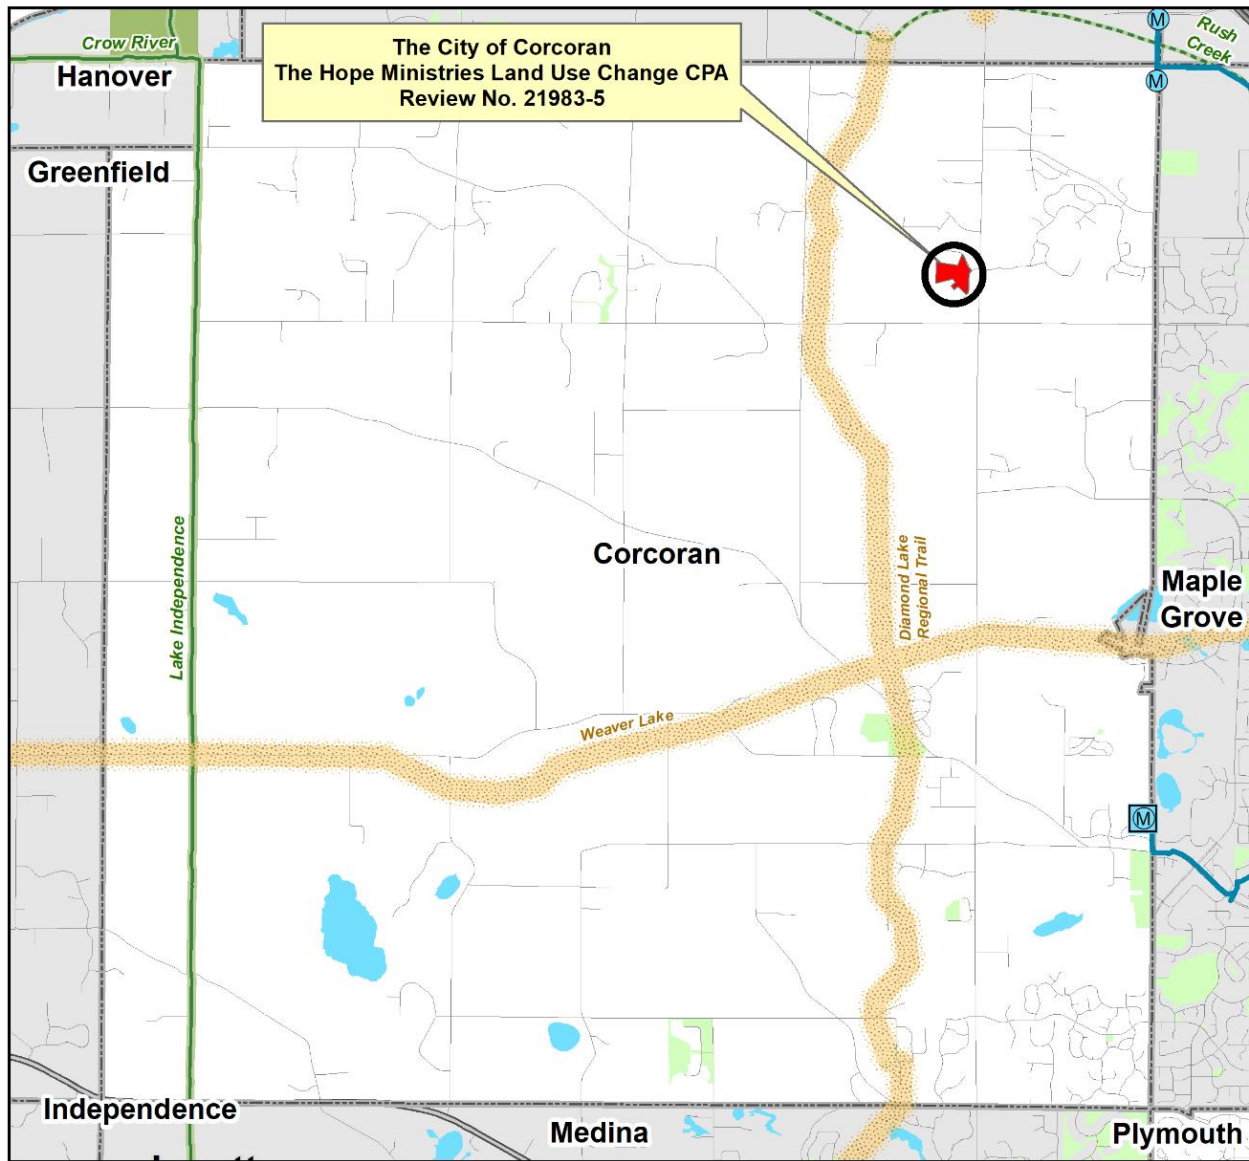 Crow River
Hanover
The City of Corcoran
The Hope Ministries Land Use Change CPA
Review No. 21983-5
M
M
Rush
Creek
Greenfield
Lake Independence
Corcoran
Diamond Lake
Regional Trail
Maple
Grove
Weaver Lake
M
Independence
Medina
Plymouth